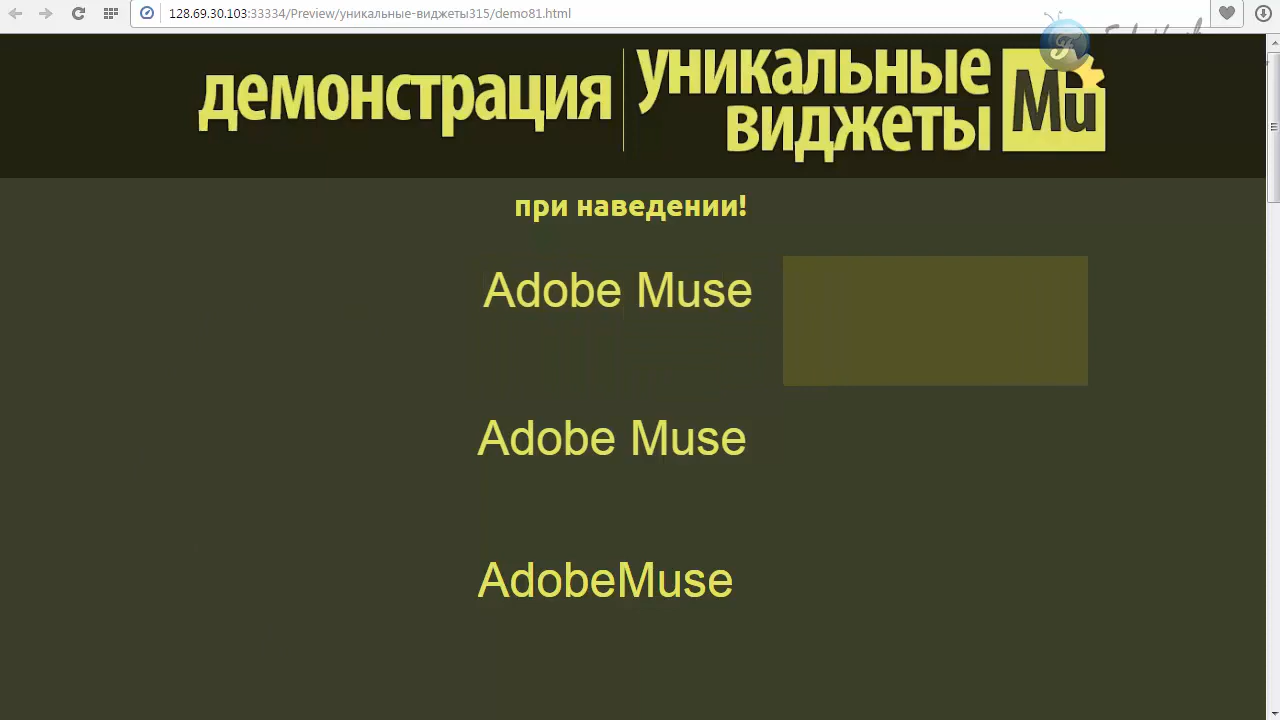 128.69.30.103:33334/Preview/уникальные-виджеты315/demo81.html
демонстрация
уникальные
виджеты
Mu
при наведении!
Adobe Muse
Adobe Muse
AdobeMuse